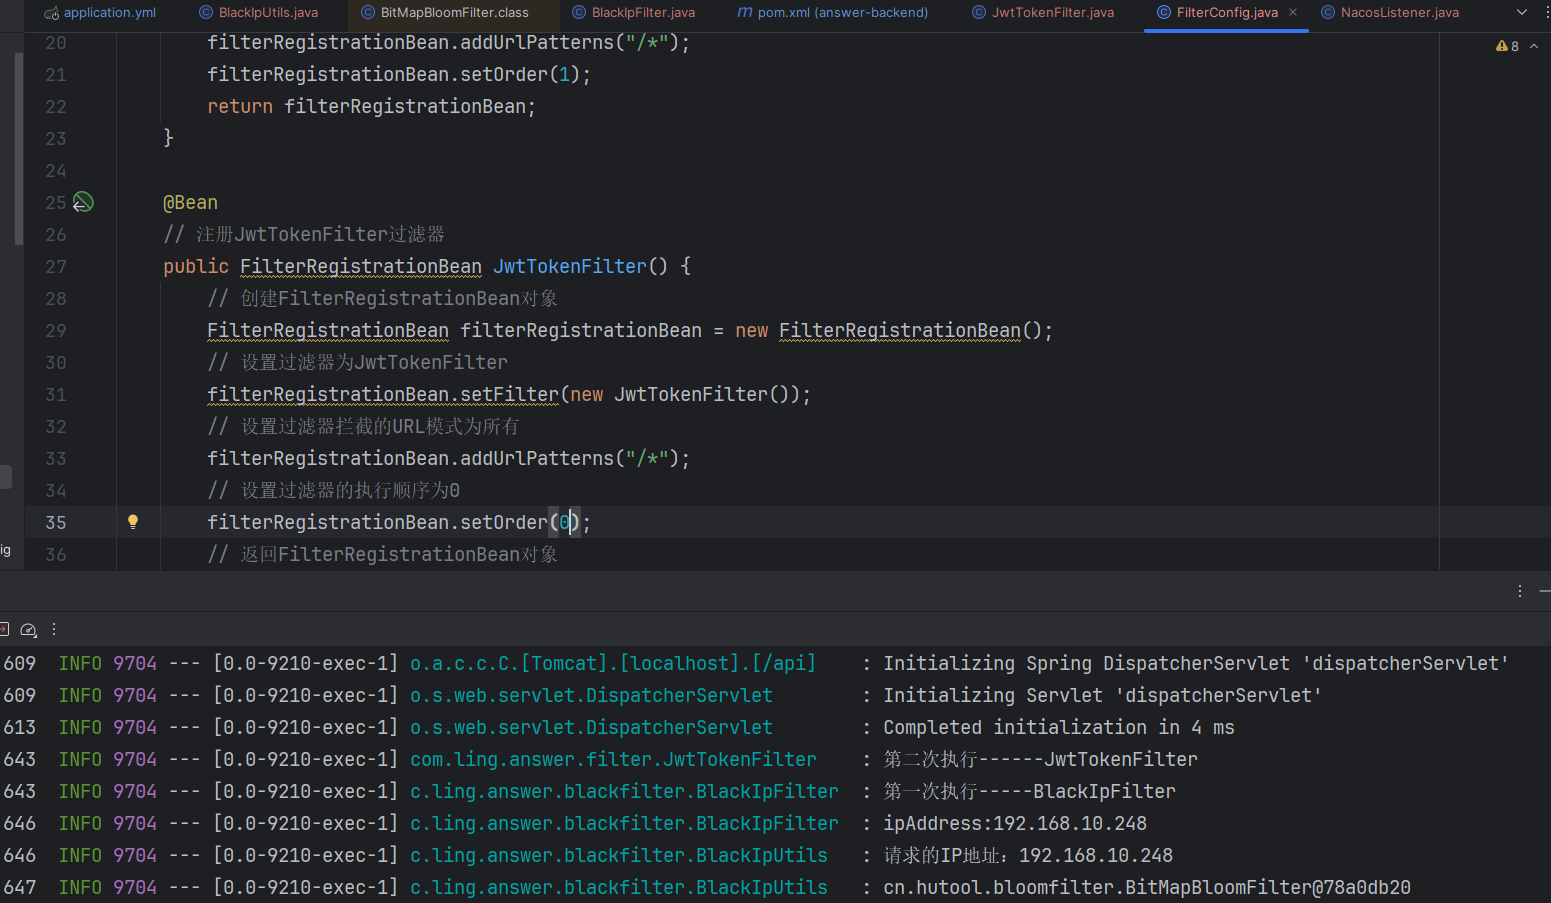 application.yml BlackIpUtils.java BitMapBloomFilter.class BlackIpFilter.java m pom.xml (answer-backend) JwtTokenFilter.java FilterConfig.java NacosListener.java
20 filterRegistrationBean.addUrlPatterns("/*");
8
21 filterRegistrationBean.setOrder(1);
22 return filterRegistrationBean;
23 }
24
25 @Bean
26 // 注册JwtTokenFilter过滤器
27 public FilterRegistrationBean JwtTokenFilter() {
28 // 创建FilterRegistrationBean对象
29 FilterRegistrationBean filterRegistrationBean = new FilterRegistrationBean();
30 // 设置过滤器为JwtTokenFilter
31 filterRegistrationBean.setFilter(new JwtTokenFilter());
32 // 设置过滤器拦截的URL模式为所有
33 filterRegistrationBean.addUrlPatterns("/*");
34 // 设置过滤器的执行顺序为0
35 filterRegistrationBean.setOrder(0);
ig
36 // 返回FilterRegistrationBean对象
609 INFO 9704 --- [0.0-9210-exec-1] o.a.c.c.C.[Tomcat].[localhost].[/api] : Initializing Spring DispatcherServlet 'dispatcherServlet'
609 INFO 9704 --- [0.0-9210-exec-1] o.s.web.servlet.DispatcherServlet : Initializing Servlet 'dispatcherServlet'
613 INFO 9704 --- [0.0-9210-exec-1] o.s.web.servlet.DispatcherServlet : Completed initialization in 4 ms
643 INFO 9704 --- [0.0-9210-exec-1] com.ling.answer.filter.JwtTokenFilter : 第二次执行------JwtTokenFilter
643 INFO 9704 --- [0.0-9210-exec-1] c.ling.answer.blackfilter.BlackIpFilter : 第一次执行-----BlackIpFilter
646 INFO 9704 --- [0.0-9210-exec-1] c.ling.answer.blackfilter.BlackIpFilter : ipAddress:192.168.10.248
646 INFO 9704 --- [0.0-9210-exec-1] c.ling.answer.blackfilter.BlackIpUtils : 请求的IP地址：192.168.10.248
647 INFO 9704 --- [0.0-9210-exec-1] c.ling.answer.blackfilter.BlackIpUtils : cn.hutool.bloomfilter.BitMapBloomFilter@78a0db20